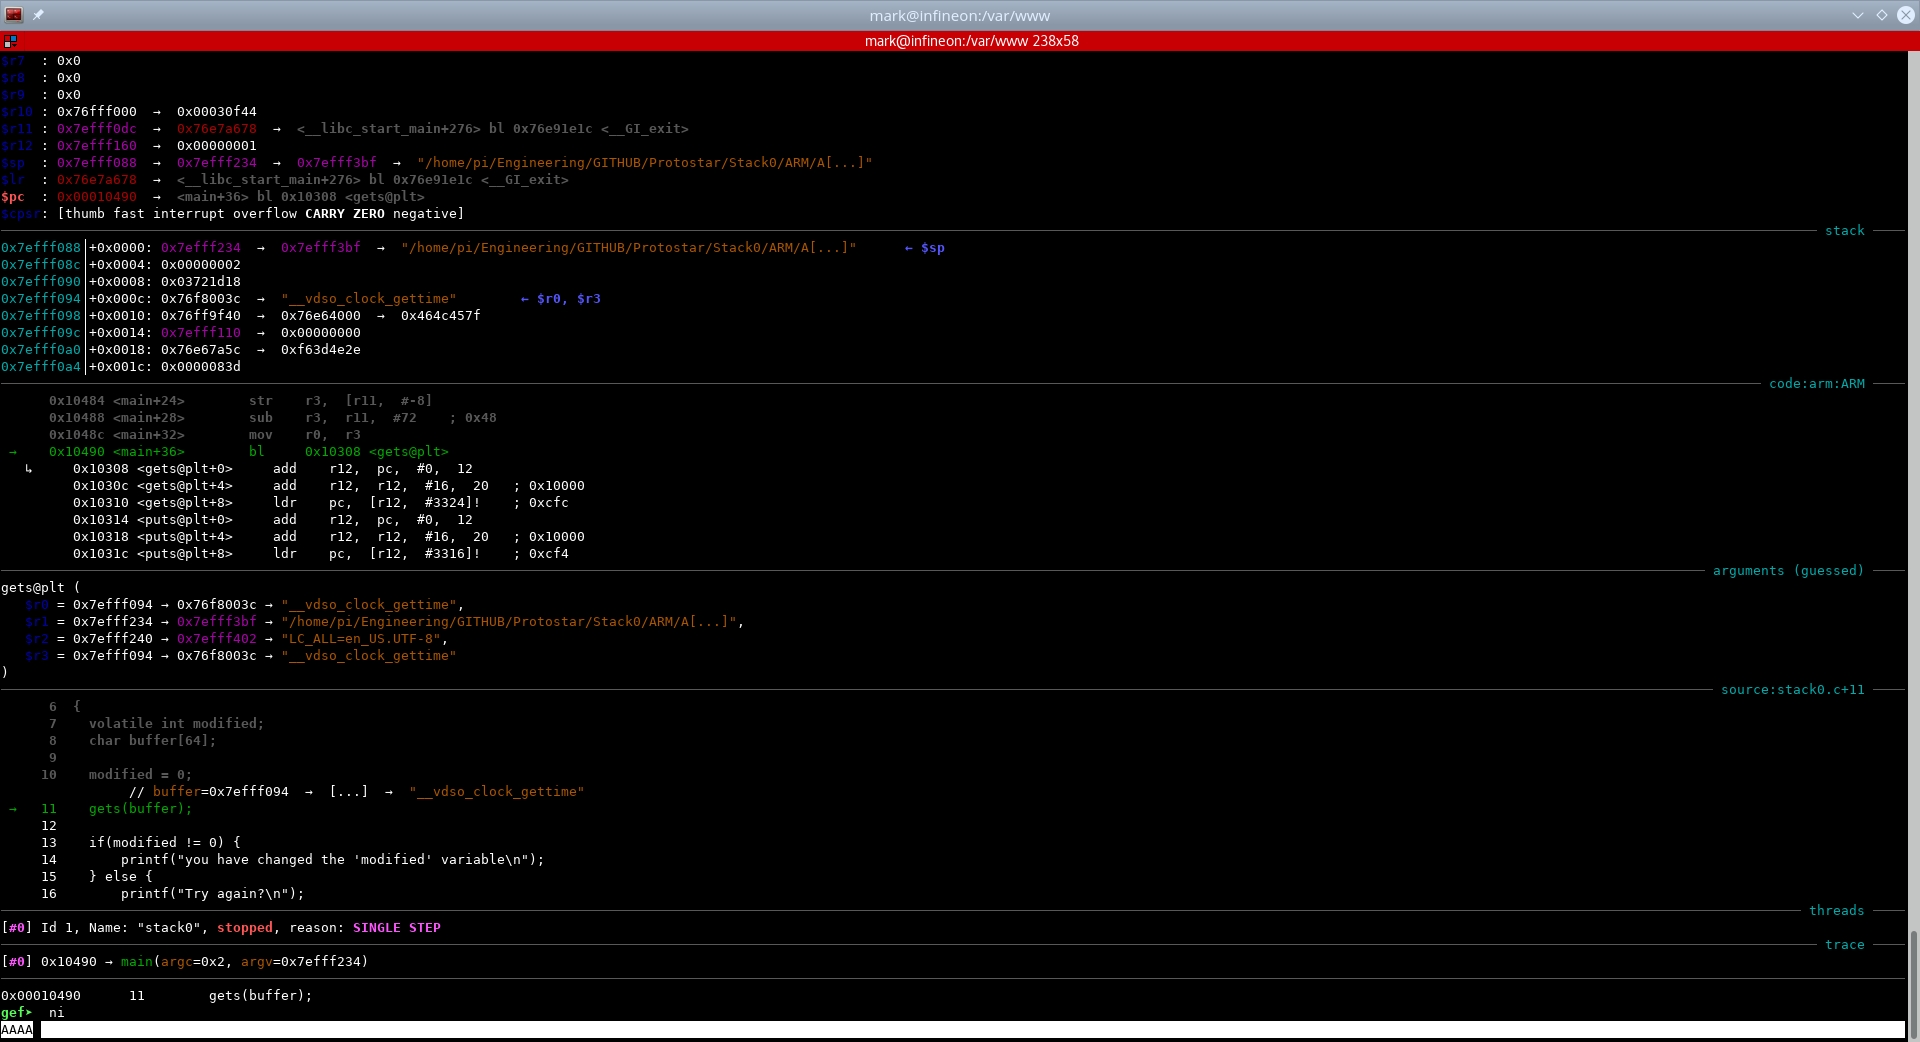 mark@infineon:/var/www
mark@infineon:/var/www 238x58
$r7  : 0x0
$r8  : 0x0
$r9  : 0x0
$r10 : 0x76fff000  →  0x00030f44
$r11 : 0x7efff0dc  →  0x76e7a678  →  <__libc_start_main+276> bl 0x76e91e1c <__GI_exit>
$r12 : 0x7efff160  →  0x00000001
$sp  : 0x7efff088  →  0x7efff234  →  0x7efff3bf  →  "/home/pi/Engineering/GITHUB/Protostar/Stack0/ARM/A[...]"
$lr  : 0x76e7a678  →  <__libc_start_main+276> bl 0x76e91e1c <__GI_exit>
$pc  : 0x00010490  →  <main+36> bl 0x10308 <gets@plt>
$cpsr: [thumb fast interrupt overflow CARRY ZERO negative]
stack
0x7efff088│+0x0000: 0x7efff234  →  0x7efff3bf  →  "/home/pi/Engineering/GITHUB/Protostar/Stack0/ARM/A[...]"      ← $sp
0x7efff08c│+0x0004: 0x00000002
0x7efff090│+0x0008: 0x03721d18
0x7efff094│+0x000c: 0x76f8003c  →  "__vdso_clock_gettime"        ← $r0, $r3
0x7efff098│+0x0010: 0x76ff9f40  →  0x76e64000  →  0x464c457f
0x7efff09c│+0x0014: 0x7efff110  →  0x00000000
0x7efff0a0│+0x0018: 0x76e67a5c  →  0xf63d4e2e
0x7efff0a4│+0x001c: 0x0000083d
code:arm:ARM
0x10484 <main+24>        str    r3,  [r11,  #-8]
0x10488 <main+28>        sub    r3,  r11,  #72    ; 0x48
0x1048c <main+32>        mov    r0,  r3
→    0x10490 <main+36>        bl     0x10308 <gets@plt>
↳     0x10308 <gets@plt+0>     add    r12,  pc,  #0,  12
0x1030c <gets@plt+4>     add    r12,  r12,  #16,  20   ; 0x10000
0x10310 <gets@plt+8>     ldr    pc,  [r12,  #3324]!    ; 0xcfc
0x10314 <puts@plt+0>     add    r12,  pc,  #0,  12
0x10318 <puts@plt+4>     add    r12,  r12,  #16,  20   ; 0x10000
0x1031c <puts@plt+8>     ldr    pc,  [r12,  #3316]!    ; 0xcf4
arguments (guessed)
gets@plt (
$r0 = 0x7efff094 → 0x76f8003c → "__vdso_clock_gettime",
$r1 = 0x7efff234 → 0x7efff3bf → "/home/pi/Engineering/GITHUB/Protostar/Stack0/ARM/A[...]",
$r2 = 0x7efff240 → 0x7efff402 → "LC_ALL=en_US.UTF-8",
$r3 = 0x7efff094 → 0x76f8003c → "__vdso_clock_gettime"
)
source:stack0.c+11
6  {
7    volatile int modified;
8    char buffer[64];
9
10    modified = 0;
// buffer=0x7efff094  →  [...]  →  "__vdso_clock_gettime"
→   11    gets(buffer);
12
13    if(modified != 0) {
14        printf("you have changed the 'modified' variable\n");
15    } else {
16        printf("Try again?\n");
threads
[#0] Id 1, Name: "stack0", stopped, reason: SINGLE STEP
trace
[#0] 0x10490 → main(argc=0x2, argv=0x7efff234)
0x00010490      11        gets(buffer);
gef➤  ni
AAAA